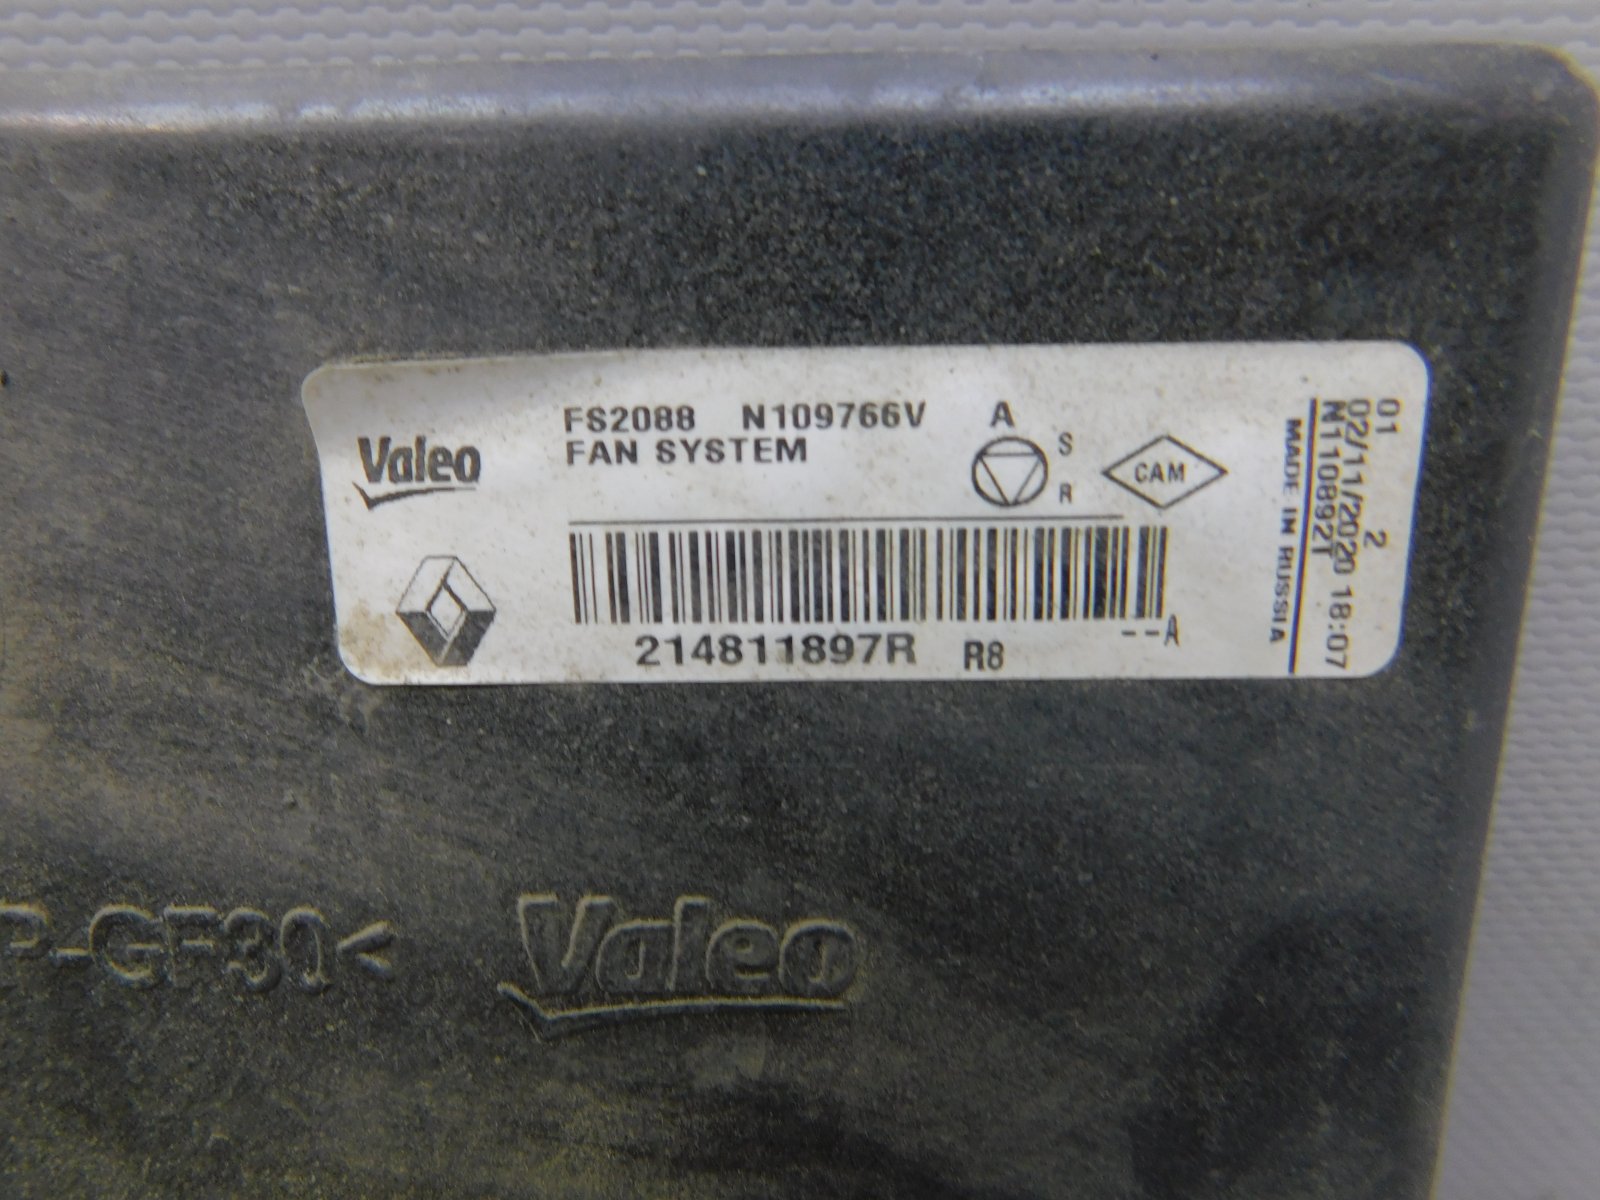 Valeo
FS2088 N109766V A
FAN SYSTEM
S
R
CAM
214811897R R8
--A
01 2
02/11/2020 18:07
N110892T
MADE IN RUSSIA
P-GF30<
Valeo